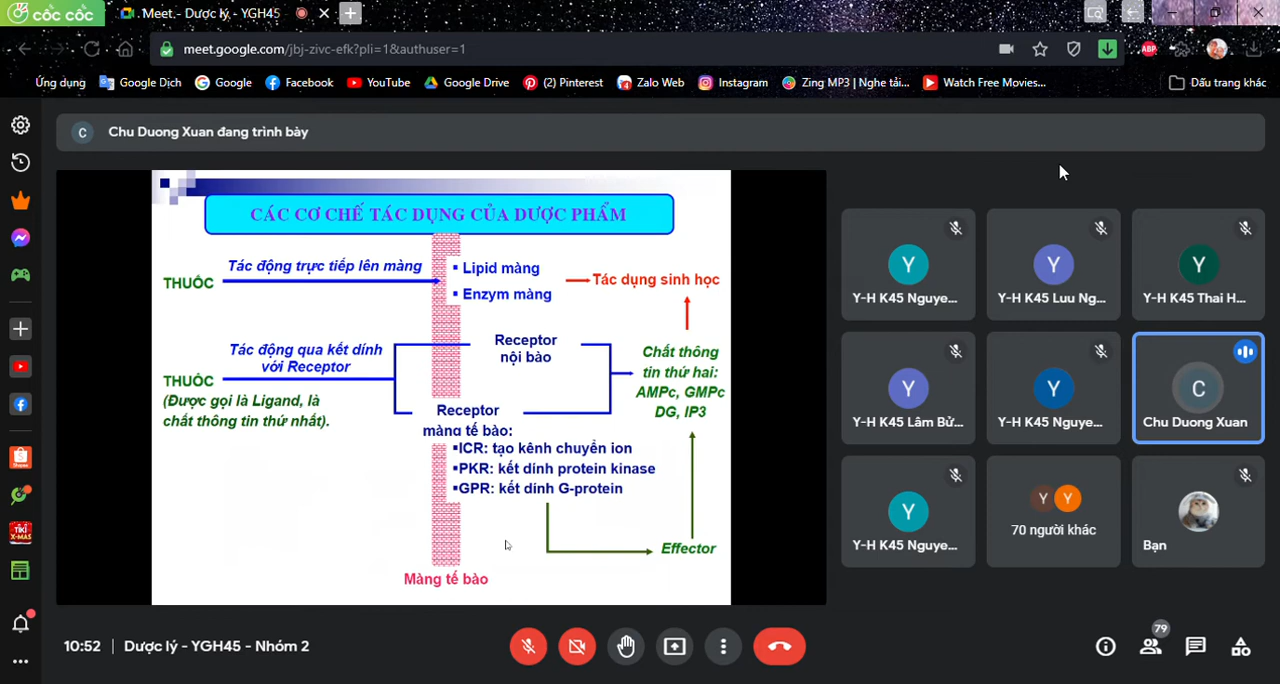 cốc cốc
Meet - Dược lý - YGH45
meet.google.com/jbj-zivc-efk?pli=1&authuser=1
ABP
Ứng dụng
Google Dịch
Google
Facebook
YouTube
Google Drive
(2) Pinterest
Zalo Web
Instagram
Zing MP3 | Nghe tải...
Watch Free Movies...
Dấu trang khác
C
Chu Duong Xuan đang trình bày
CÁC CƠ CHẾ TÁC DỤNG CỦA DƯỢC PHẨM
THUỐC
Tác động trực tiếp lên màng
▪ Lipid màng
▪ Enzym màng
Tác dụng sinh học
Tác động qua kết dính
với Receptor
THUỐC
(Được gọi là Ligand, là
chất thông tin thứ nhất).
Receptor
nội bào
Receptor
màng tế bào:
▪ICR: tạo kênh chuyển ion
▪PKR: kết dính protein kinase
▪GPR: kết dính G-protein
Chất thông
tin thứ hai:
AMPc, GMPc
DG, IP3
Effector
Màng tế bào
Y
Y-H K45 Nguye...
Y
Y-H K45 Luu Ng...
Y
Y-H K45 Thai H...
Y
Y-H K45 Lâm Bử...
Y
Y-H K45 Nguye...
C
Chu Duong Xuan
Y
Y-H K45 Nguye...
Y Y
70 người khác
Bạn
Shopee
TIKI
X-MAS
10:52 | Dược lý - YGH45 - Nhóm 2
79